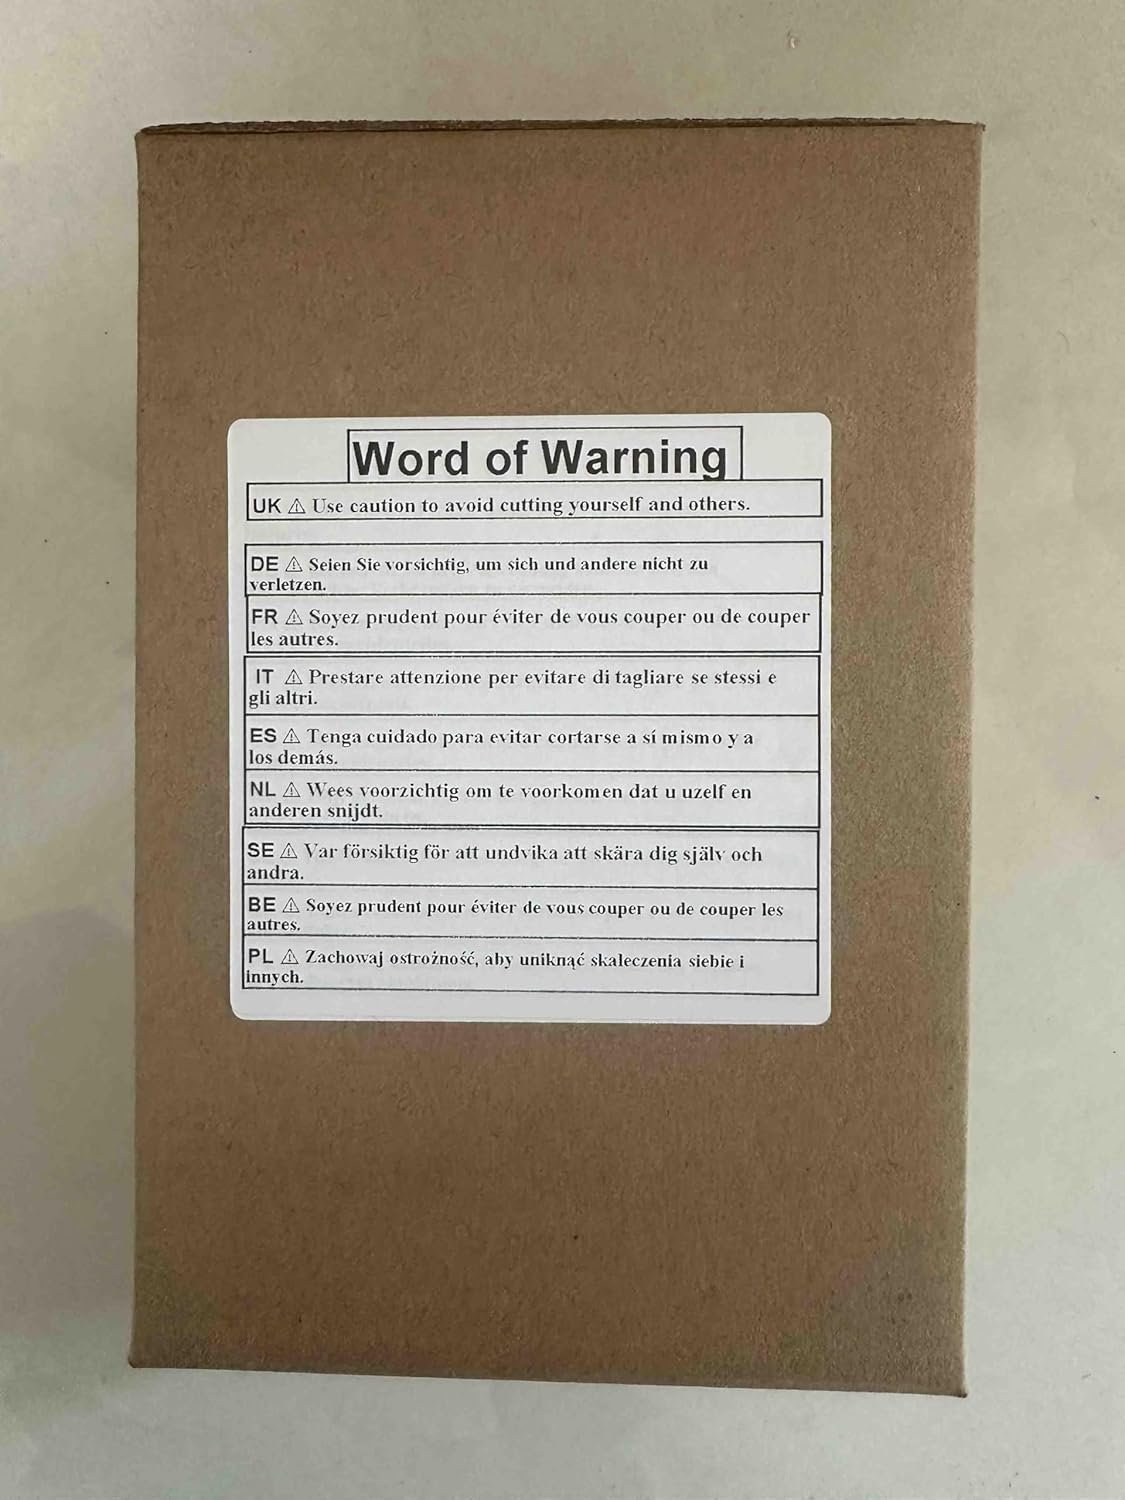 Word of Warning
UK ⚠ Use caution to avoid cutting yourself and others.
DE ⚠ Seien Sie vorsichtig, um sich und andere nicht zu
verletzen.
FR ⚠ Soyez prudent pour éviter de vous couper ou de couper
les autres.
IT ⚠ Prestare attenzione per evitare di tagliare se stessi e
gli altri.
ES ⚠ Tenga cuidado para evitar cortarse a sí mismo y a
los demás.
NL ⚠ Wees voorzichtig om te voorkomen dat u uzelf en
anderen snijdt.
SE ⚠ Var försiktig för att undvika att skära dig själv och
andra.
BE ⚠ Soyez prudent pour éviter de vous couper ou de couper les
autres.
PL ⚠ Zachowaj ostrożność, aby uniknąć skaleczenia siebie i
innych.